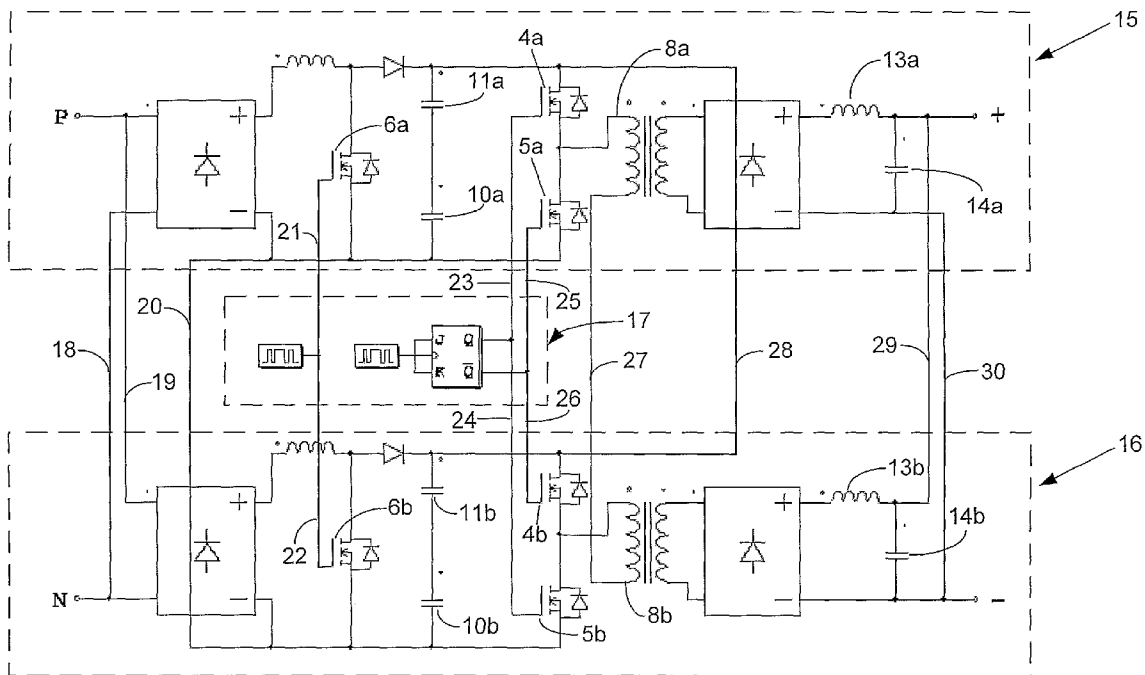 15
4a
8a
13a
11a
P
+
+
+
6a
5a
10a
14a
−
−
21
23
25
20
17
J Q
K Q̅
18
19
27
28
29
30
26
24
16
13b
+
+
6b
11b
4b
14b
22
N
−
−
−
10b
5b
8b